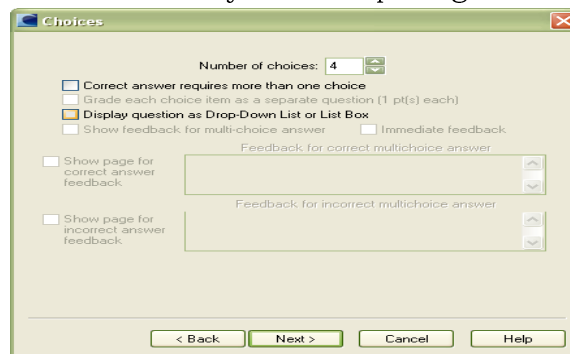 Choices
Number of choices: 4
Correct answer requires more than one choice
Grade each choice item as a separate question (1 pt(s) each)
Display question as Drop-Down List or List Box
Show feedback for multi-choice answer Immediate feedback
Feedback for correct multichoice answer
Show page for
correct answer
feedback
Feedback for incorrect multichoice answer
Show page for
incorrect answer
feedback
< Back Next > Cancel Help